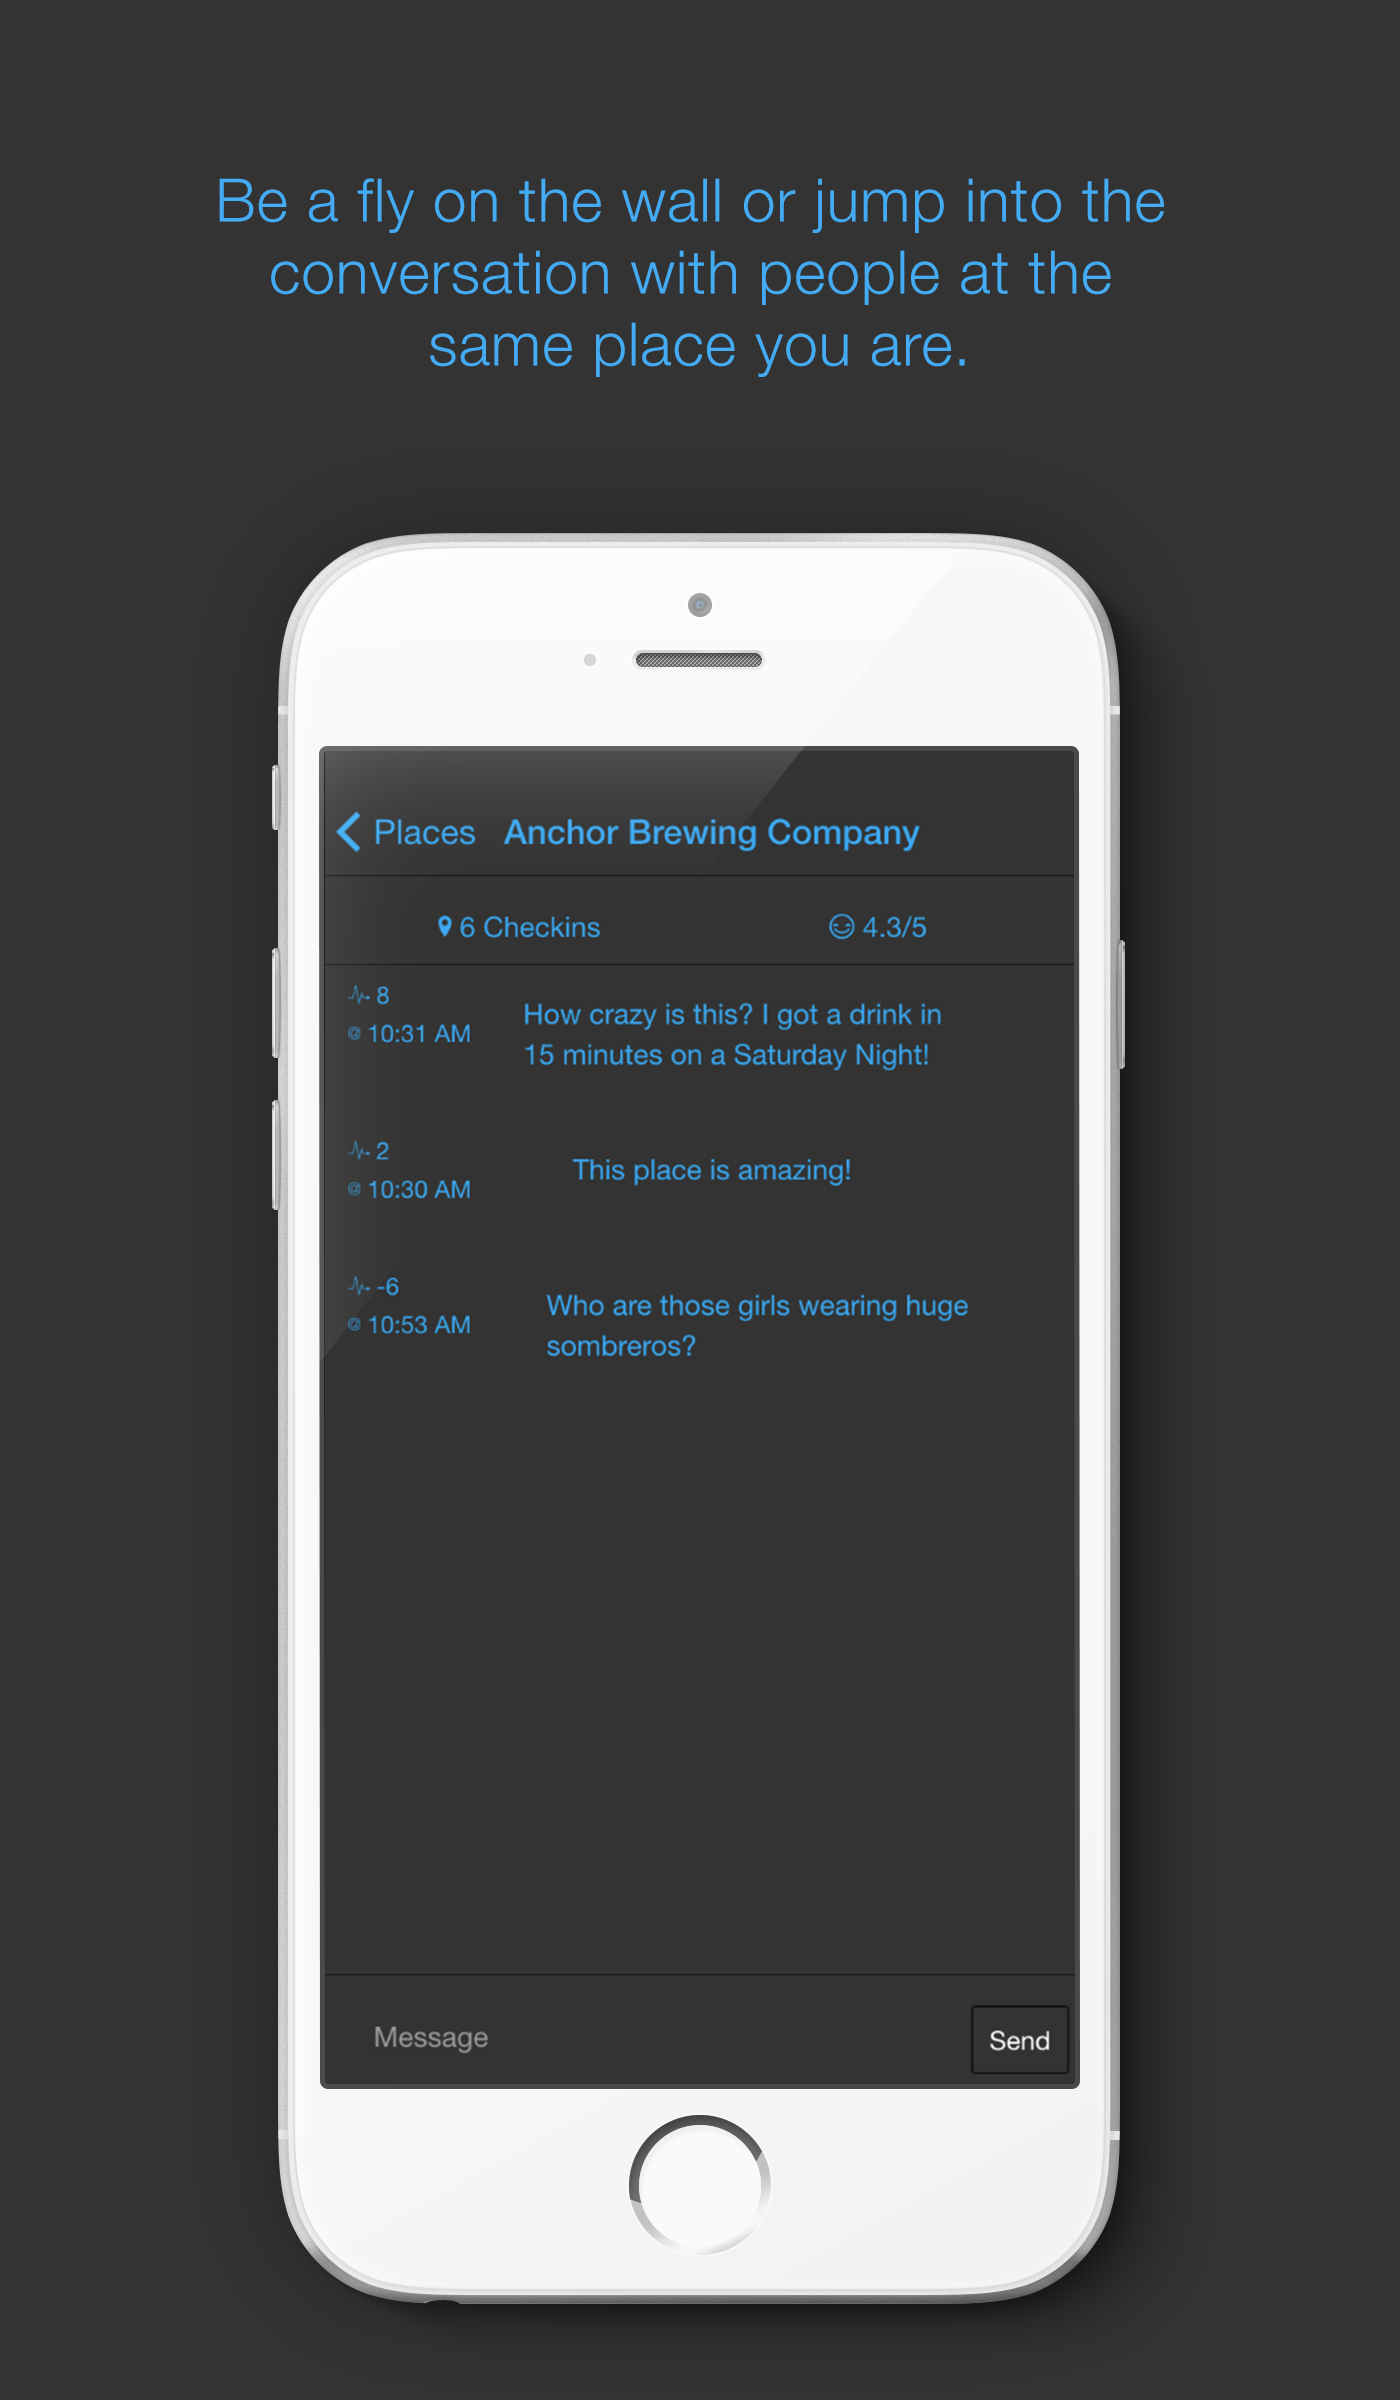 Be a fly on the wall or jump into the
conversation with people at the
same place you are.
Places Anchor Brewing Company
6 Checkins 4.3/5
8
@ 10:31 AM
How crazy is this? I got a drink in
15 minutes on a Saturday Night!
2
@ 10:30 AM
This place is amazing!
-6
@ 10:53 AM
Who are those girls wearing huge
sombreros?
Message Send